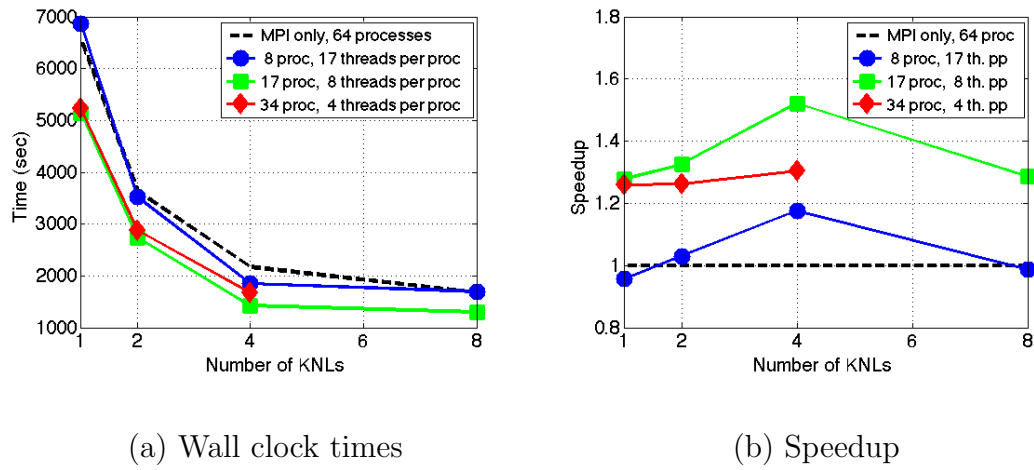 7000
6000
5000
4000
3000
2000
1000
Time (sec)
1
2
4
6
8
Number of KNLs
MPI only, 64 processes
8 proc, 17 threads per proc
17 proc, 8 threads per proc
34 proc, 4 threads per proc
(a) Wall clock times
1.8
1.6
1.4
1.2
1
0.8
Speedup
1
2
4
6
8
Number of KNLs
MPI only, 64 proc
8 proc, 17 th. pp
17 proc, 8 th. pp
34 proc, 4 th. pp
(b) Speedup